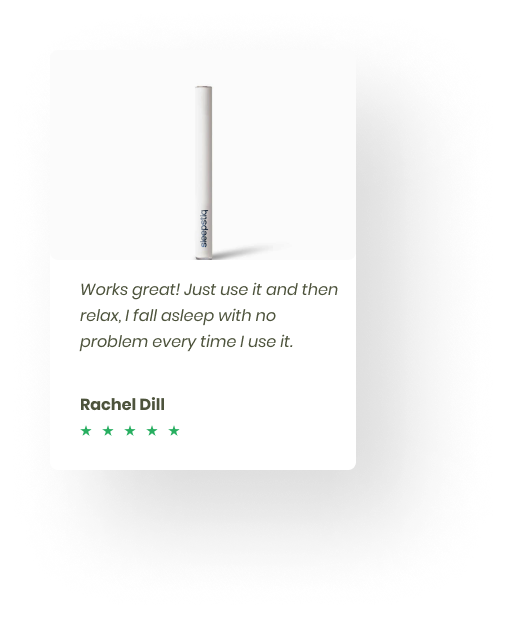 sleepstiq
Works great! Just use it and then
relax, I fall asleep with no
problem every time I use it.
Rachel Dill
★ ★ ★ ★ ★